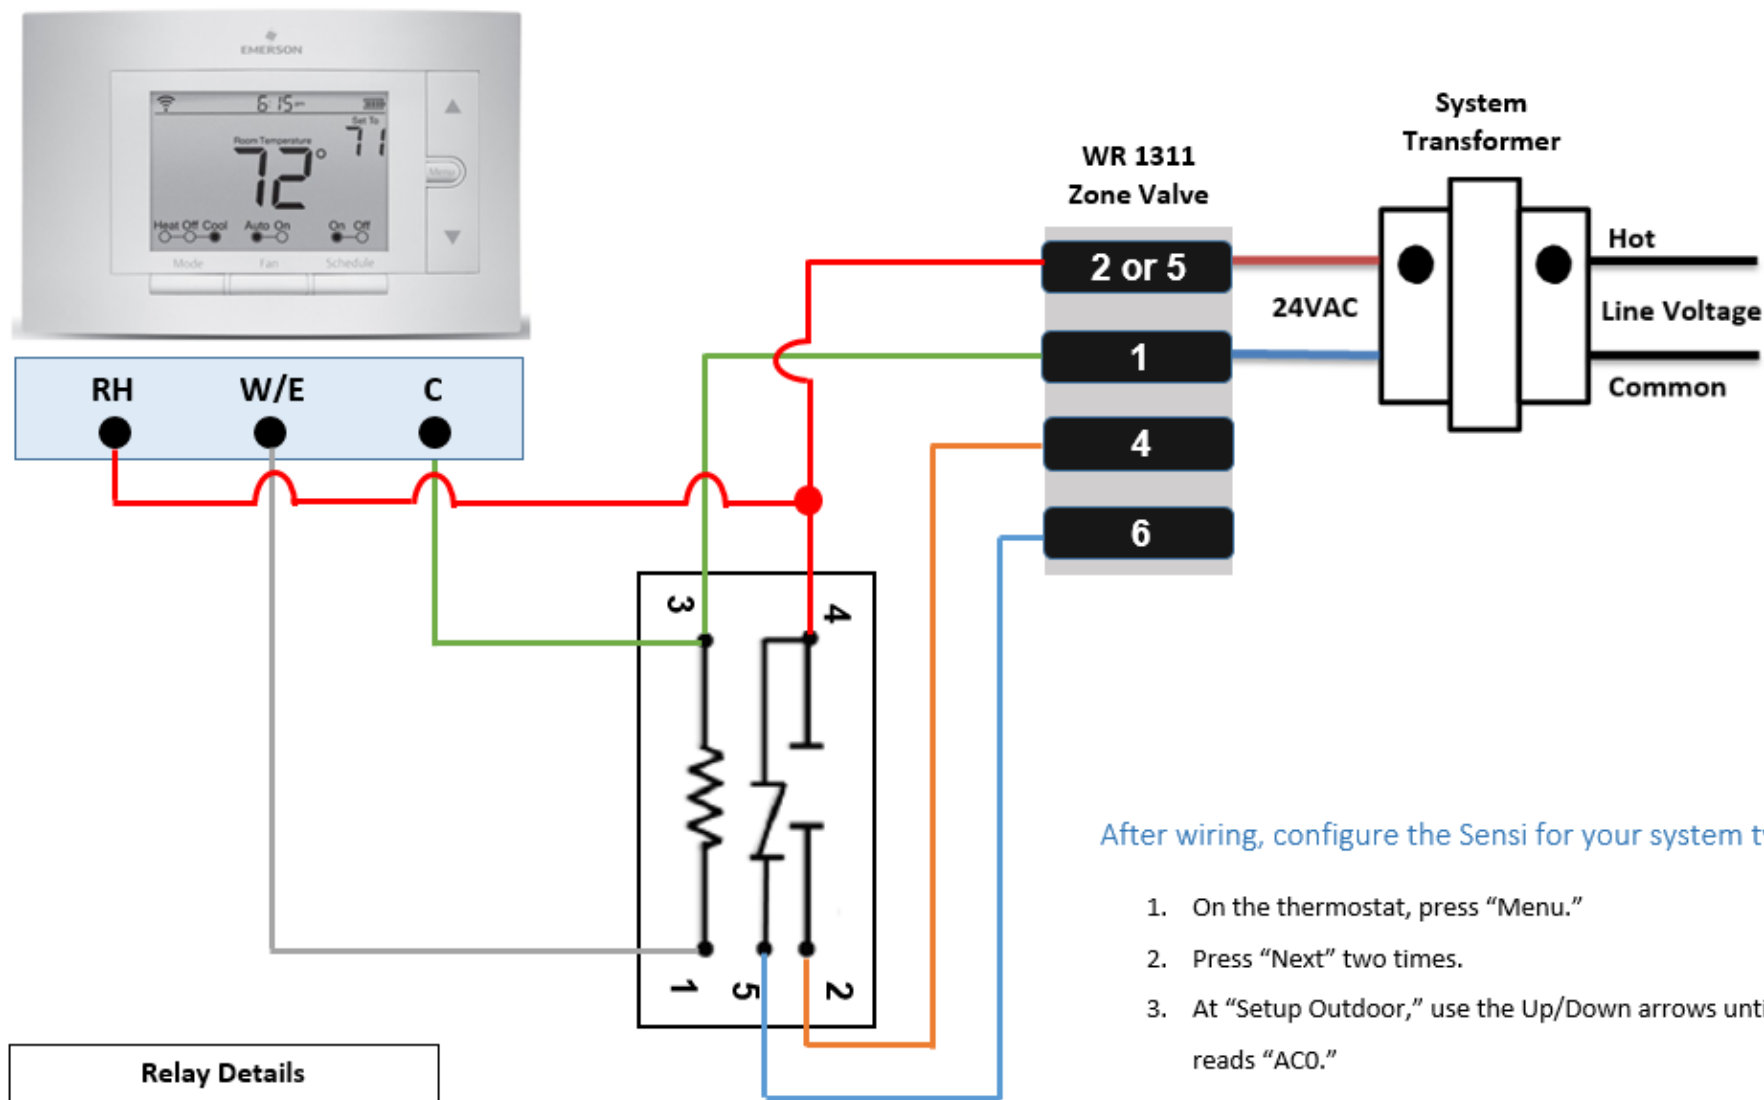 EMERSON
6:15 pm
Set To
71
Room Temperature
72°
Heat Off Cool
Auto On
On Off
Mode
Fan
Schedule
Menu
RH
W/E
C
WR 1311
Zone Valve
2 or 5
1
4
6
System
Transformer
24VAC
Hot
Line Voltage
Common
3
4
1
5
2
After wiring, configure the Sensi for your system
1. On the thermostat, press “Menu.”
2. Press “Next” two times.
3. At “Setup Outdoor,” use the Up/Down arrows
reads “AC0.”
Relay Details